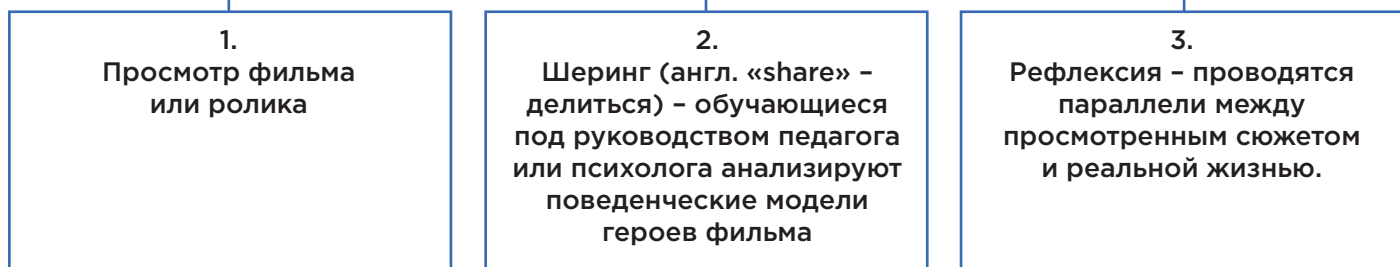 1.
Просмотр фильма
или ролика
2.
Шеринг (англ. «share» –
делиться) – обучающиеся
под руководством педагога
или психолога анализируют
поведенческие модели
героев фильма
3.
Рефлексия – проводятся
параллели между
просмотренным сюжетом
и реальной жизнью.